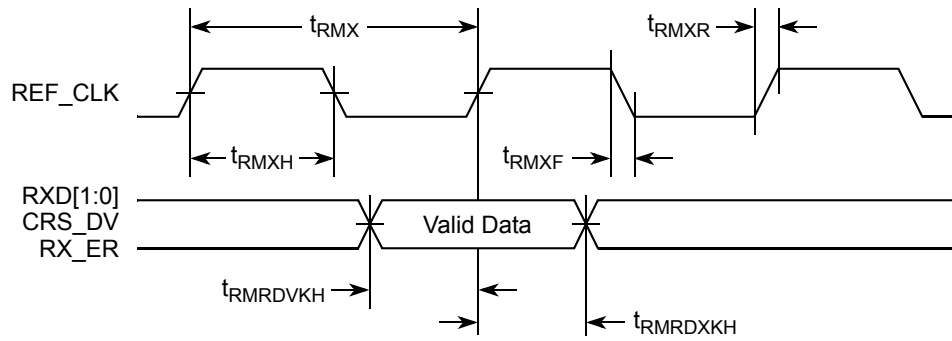 tRMX
tRMXR
REF_CLK
tRMXH
tRMXF
RXD[1:0]
CRS_DV
Valid Data
RX_ER
tRMRDVKH
tRMRDXKH